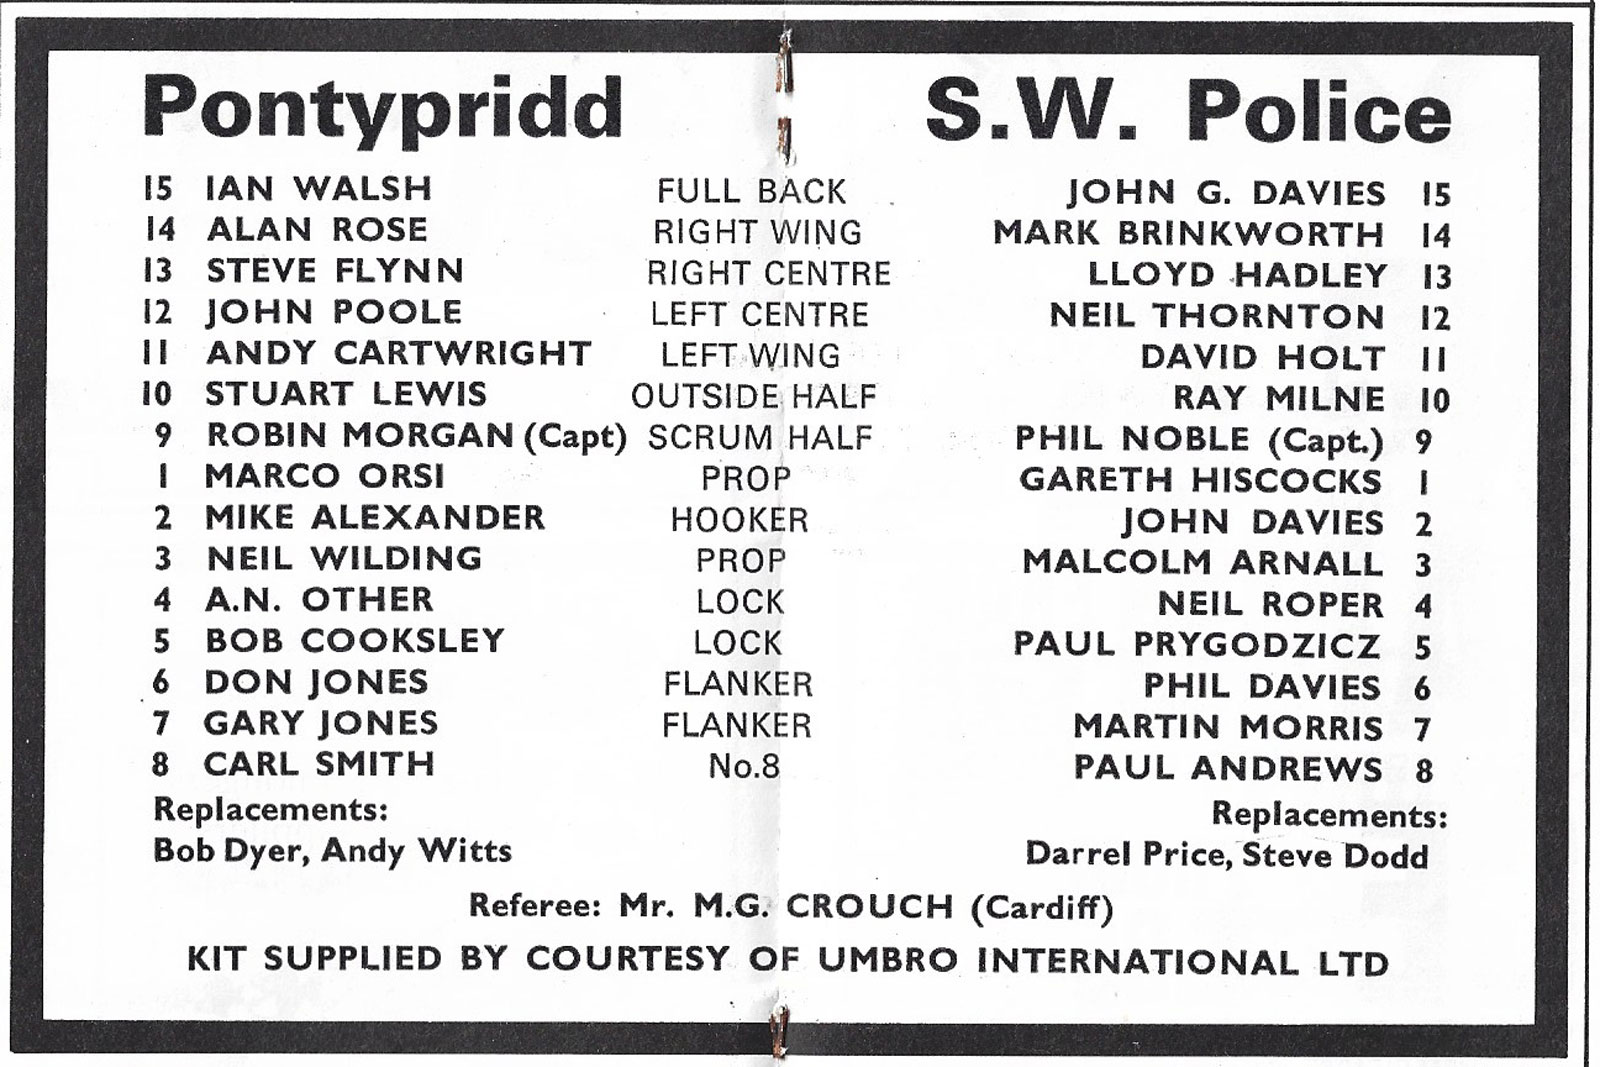 Pontypridd S.W. Police
15 IAN WALSH FULL BACK JOHN G. DAVIES 15
14 ALAN ROSE RIGHT WING MARK BRINKWORTH 14
13 STEVE FLYNN RIGHT CENTRE LLOYD HADLEY 13
12 JOHN POOLE LEFT CENTRE NEIL THORNTON 12
11 ANDY CARTWRIGHT LEFT WING DAVID HOLT 11
10 STUART LEWIS OUTSIDE HALF RAY MILNE 10
9 ROBIN MORGAN (Capt) SCRUM HALF PHIL NOBLE (Capt.) 9
1 MARCO ORSI PROP GARETH HISCOCKS 1
2 MIKE ALEXANDER HOOKER JOHN DAVIES 2
3 NEIL WILDING PROP MALCOLM ARNALL 3
4 A.N. OTHER LOCK NEIL ROPER 4
5 BOB COOKSLEY LOCK PAUL PRYGODZICZ 5
6 DON JONES FLANKER PHIL DAVIES 6
7 GARY JONES FLANKER MARTIN MORRIS 7
8 CARL SMITH No.8 PAUL ANDREWS 8
Replacements: Replacements:
Bob Dyer, Andy Witts Darrel Price, Steve Dodd
Referee: Mr. M.G. CROUCH (Cardiff)
KIT SUPPLIED BY COURTESY OF UMBRO INTERNATIONAL LTD